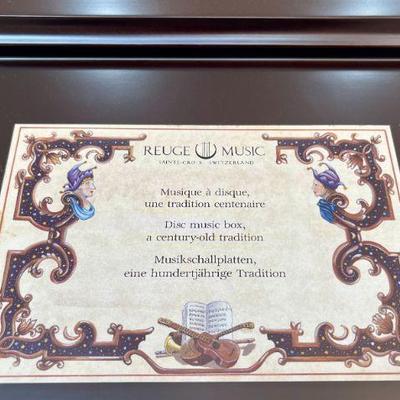 REUGE MUSIC
SAINTE-CROIX SWITZERLAND
Musique à disque,
une tradition centenaire
Disc music box,
a century-old tradition
Musikschallplatten,
eine hundertjährige Tradition